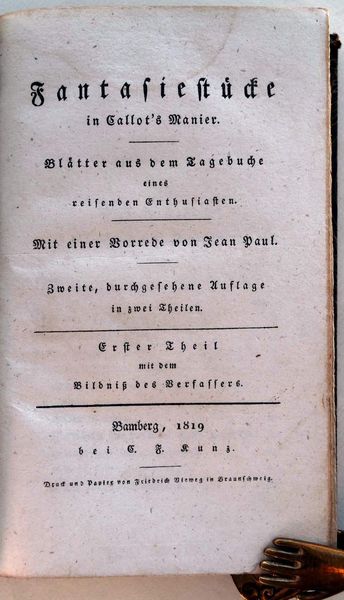 Fantasiestücke
in Callot's Manier.
Blätter aus dem Tagebuche
eines
reisenden Enthusiasten.
Mit einer Vorrede von Jean Paul.
Zweite, durchgesehene Auflage
in zwei Theilen.
Erster Theil
mit dem
Bildniß des Verfassers.
Bamberg, 1819
bei C. F. Kunz.
Druck und Papier von Friedrich Vieweg in Braunschweig.